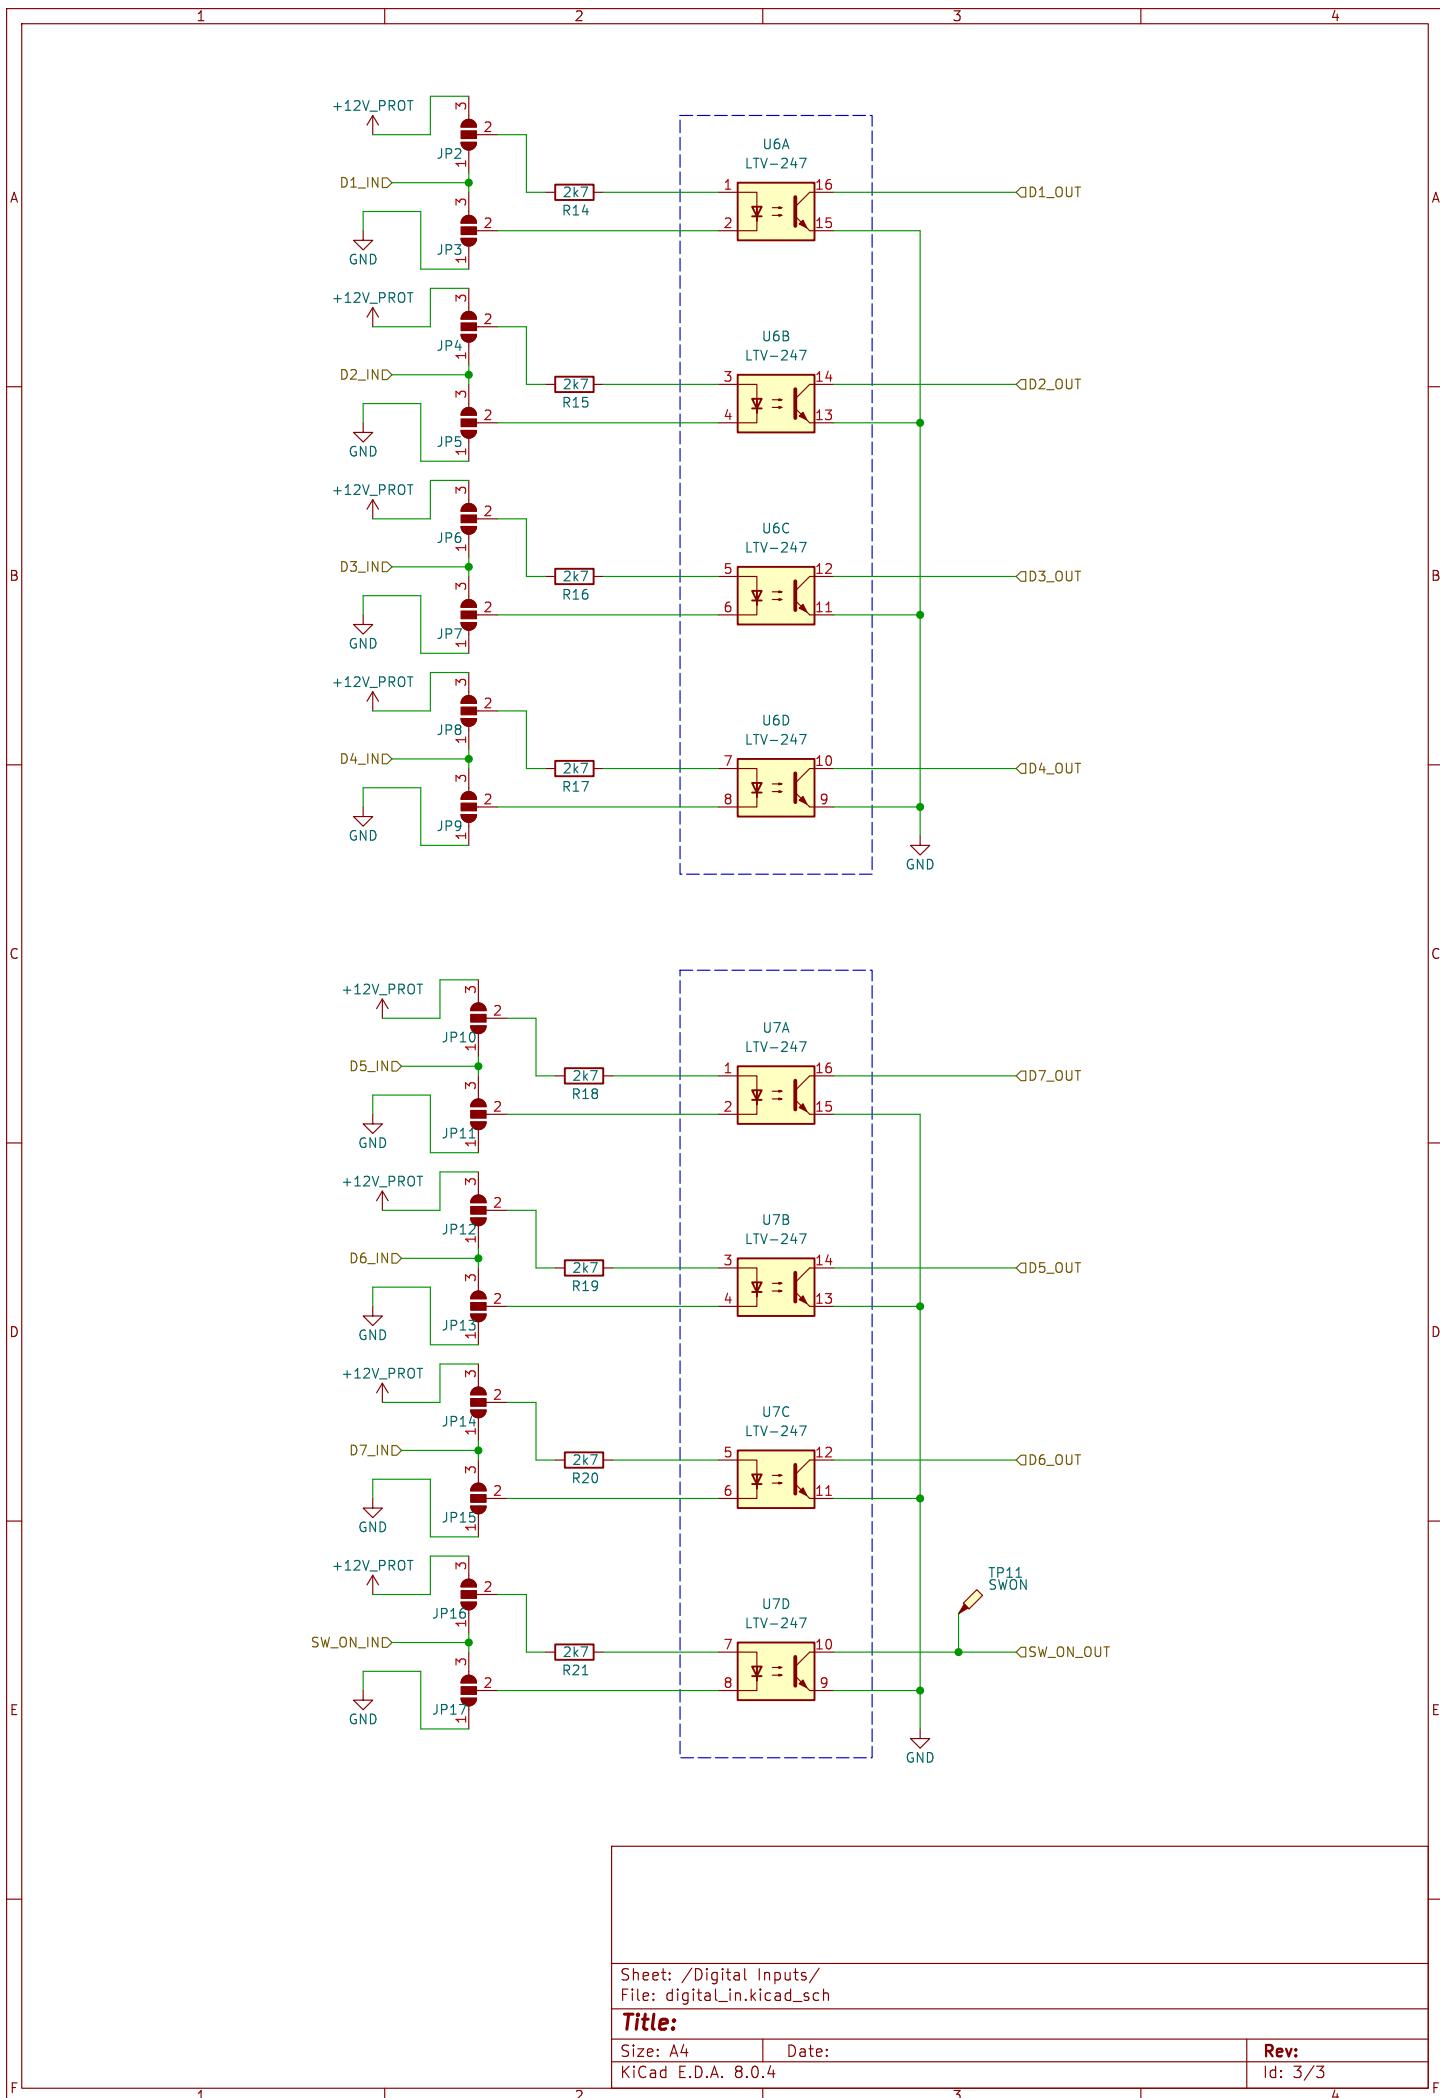 1 2 3 4
+12V_PROT
3
2
JP2
1
U6A
LTV-247
D1_IN
3
2k7
R14
1 16
D1_OUT
A A
2
2 15
JP3
GND
1
+12V_PROT
3
2
JP4
1
U6B
LTV-247
D2_IN
3
2k7
R15
3 14
D2_OUT
2
4 13
JP5
GND
1
+12V_PROT
3
2
JP6
1
U6C
LTV-247
D3_IN
3
2k7
R16
5 12
D3_OUT
B B
2
6 11
JP7
GND
1
+12V_PROT
3
2
JP8
1
U6D
LTV-247
D4_IN
3
2k7
R17
7 10
D4_OUT
2
8 9
JP9
GND
1
GND
C C
+12V_PROT
3
2
JP10
1
U7A
LTV-247
D5_IN
3
2k7
R18
1 16
D7_OUT
2
2 15
JP11
GND
1
+12V_PROT
3
2
JP12
1
U7B
LTV-247
D6_IN
3
2k7
R19
3 14
D5_OUT
2
4 13
JP13
GND
1
D D
+12V_PROT
3
2
JP14
1
U7C
LTV-247
D7_IN
3
2k7
R20
5 12
D6_OUT
2
6 11
JP15
GND
1
+12V_PROT
3
2
JP16
1
TP11
SWON
U7D
LTV-247
SW_ON_IN
3
2k7
R21
7 10
SW_ON_OUT
2
8 9
JP17
GND
1
E E
GND
Sheet: /Digital Inputs/
File: digital_in.kicad_sch
Title:
Size: A4 Date: Rev:
KiCad E.D.A. 8.0.4 Id: 3/3
F F
1 2 3 4